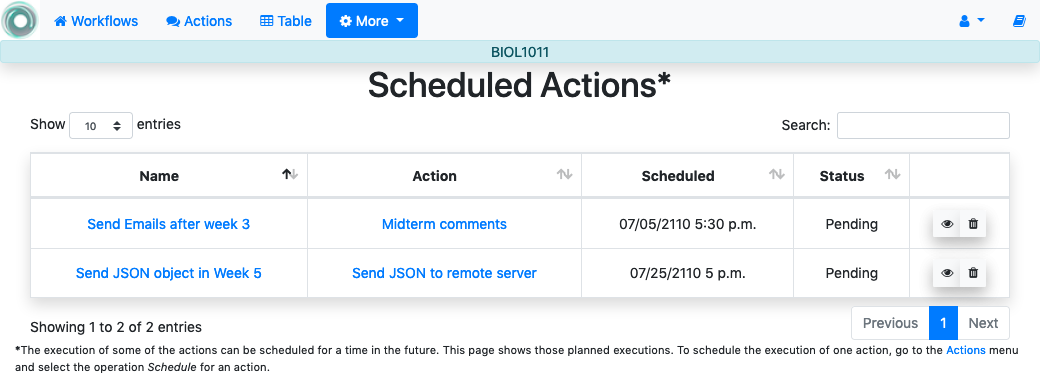 Workflows Actions Table More
BIOL1011
Scheduled Actions*
Show 10 entries Search:
Name Action Scheduled Status
Send Emails after week 3 Midterm comments 07/05/2110 5:30 p.m. Pending
Send JSON object in Week 5 Send JSON to remote server 07/25/2110 5 p.m. Pending
Showing 1 to 2 of 2 entries Previous 1 Next
*The execution of some of the actions can be scheduled for a time in the future. This page shows those planned executions. To schedule the execution of one action, go to the Actions menu
and select the operation Schedule for an action.